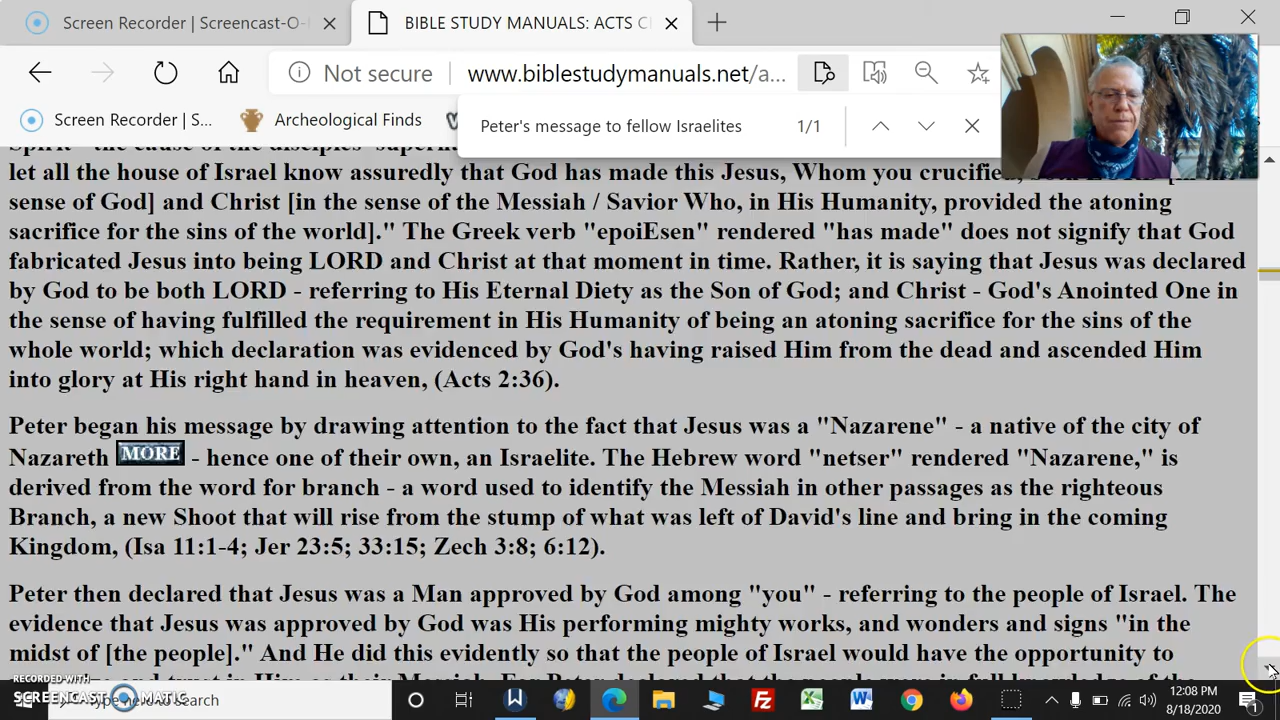 Screen Recorder | Screencast-O-
BIBLE STUDY MANUALS: ACTS C
Not secure
www.biblestudymanuals.net/a...
Screen Recorder | S...
Archeological Finds
Peter's message to fellow Israelites
1/1
let all the house of Israel know assuredly that God has made this Jesus, Whom you crucified,
sense of God] and Christ [in the sense of the Messiah / Savior Who, in His Humanity, provided the atoning
sacrifice for the sins of the world]." The Greek verb "epoiEsen" rendered "has made" does not signify that God
fabricated Jesus into being LORD and Christ at that moment in time. Rather, it is saying that Jesus was declared
by God to be both LORD - referring to His Eternal Diety as the Son of God; and Christ - God's Anointed One in
the sense of having fulfilled the requirement in His Humanity of being an atoning sacrifice for the sins of the
whole world; which declaration was evidenced by God's having raised Him from the dead and ascended Him
into glory at His right hand in heaven, (Acts 2:36).
Peter began his message by drawing attention to the fact that Jesus was a "Nazarene" - a native of the city of
Nazareth MORE - hence one of their own, an Israelite. The Hebrew word "netser" rendered "Nazarene," is
derived from the word for branch - a word used to identify the Messiah in other passages as the righteous
Branch, a new Shoot that will rise from the stump of what was left of David's line and bring in the coming
Kingdom, (Isa 11:1-4; Jer 23:5; 33:15; Zech 3:8; 6:12).
Peter then declared that Jesus was a Man approved by God among "you" - referring to the people of Israel. The
evidence that Jesus was approved by God was His performing mighty works, and wonders and signs "in the
midst of [the people]." And He did this evidently so that the people of Israel would have the opportunity to
RECORDED WITH
SCREENCAST MATIC
Type here to search
12:08 PM
8/18/2020
1